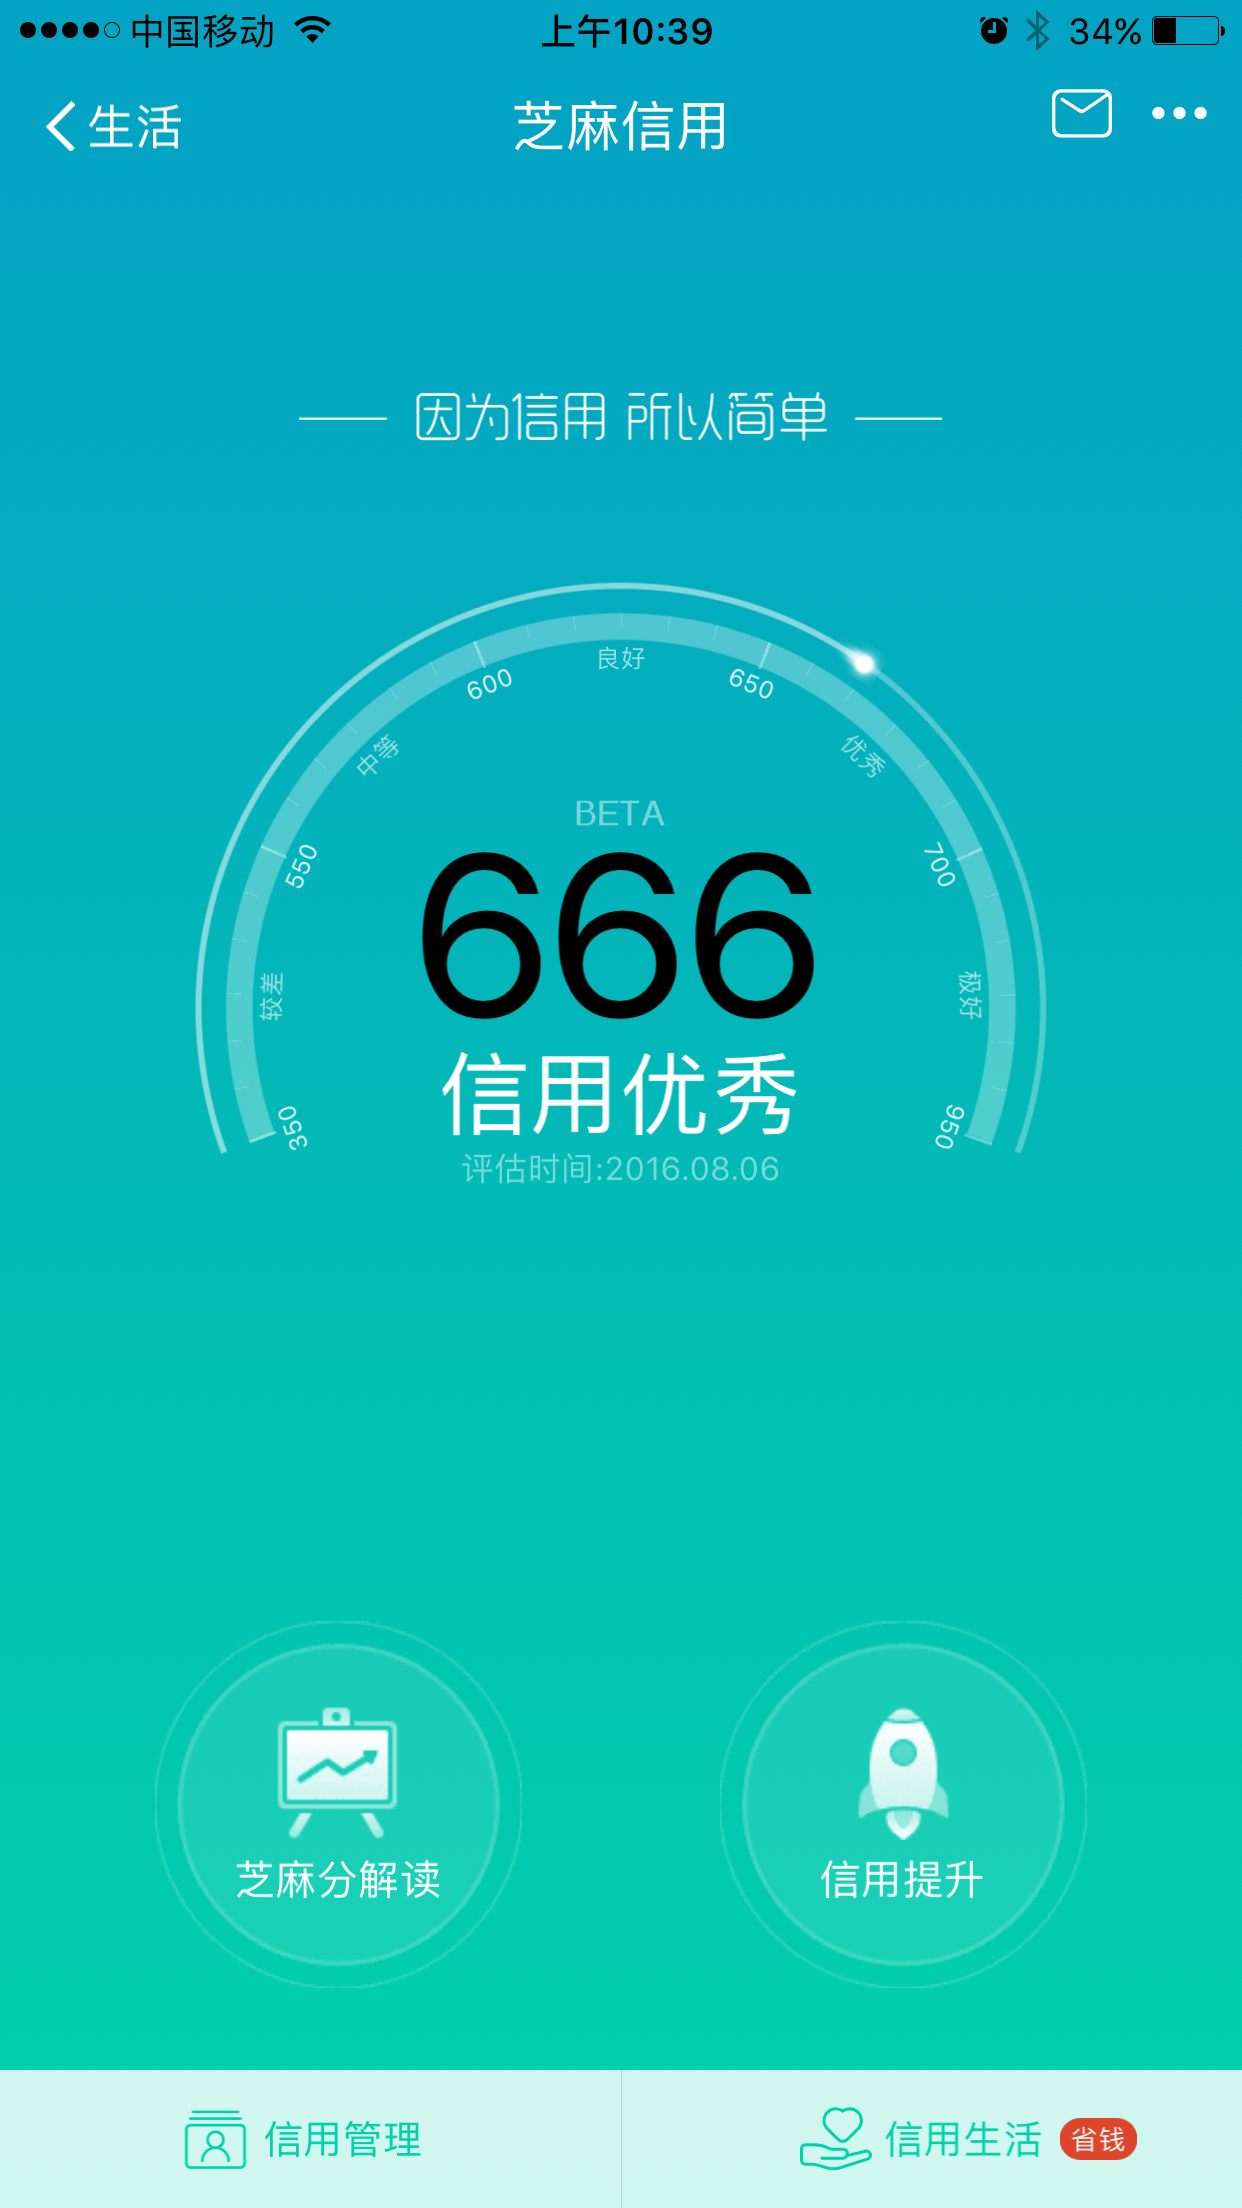 中国移动 上午10:39 34%
生活 芝麻信用
因为信用 所以简单
良好
600 650
中等 优秀
BETA
550 700
666
较差 极好
信用优秀
350 950
评估时间:2016.08.06
芝麻分解读 信用提升
信用管理 信用生活 省钱